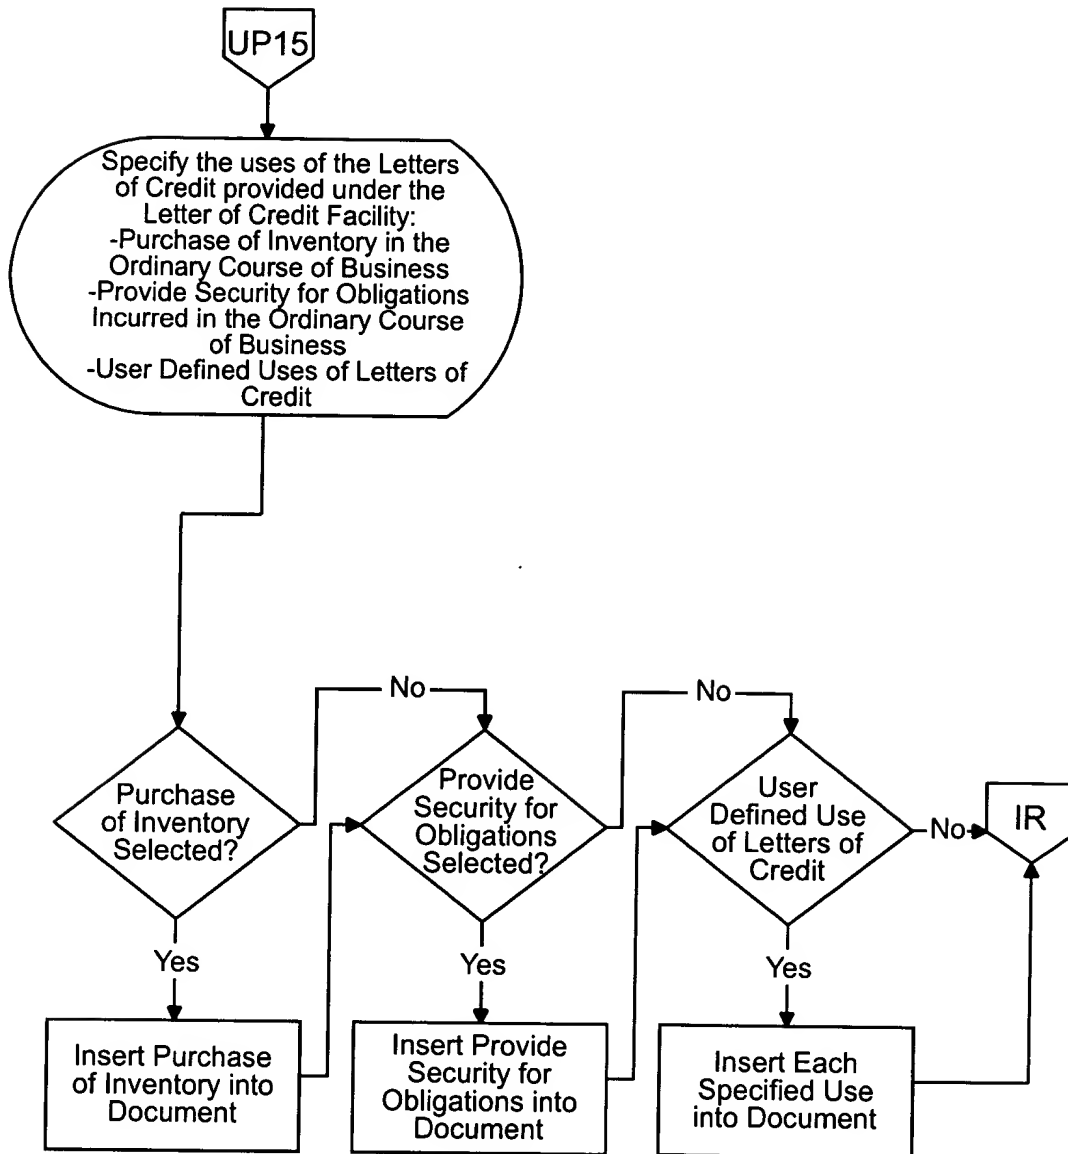 UP15
Specify the uses of the Letters
of Credit provided under the
Letter of Credit Facility:
-Purchase of Inventory in the
Ordinary Course of Business
-Provide Security for Obligations
Incurred in the Ordinary Course
of Business
-User Defined Uses of Letters of
Credit
No
No
Purchase
of Inventory
Selected?
Provide
Security for
Obligations
Selected?
User
Defined Use
of Letters of
Credit
No
IR
Yes
Yes
Yes
Insert Purchase
of Inventory into
Document
Insert Provide
Security for
Obligations into
Document
Insert Each
Specified Use
into Document